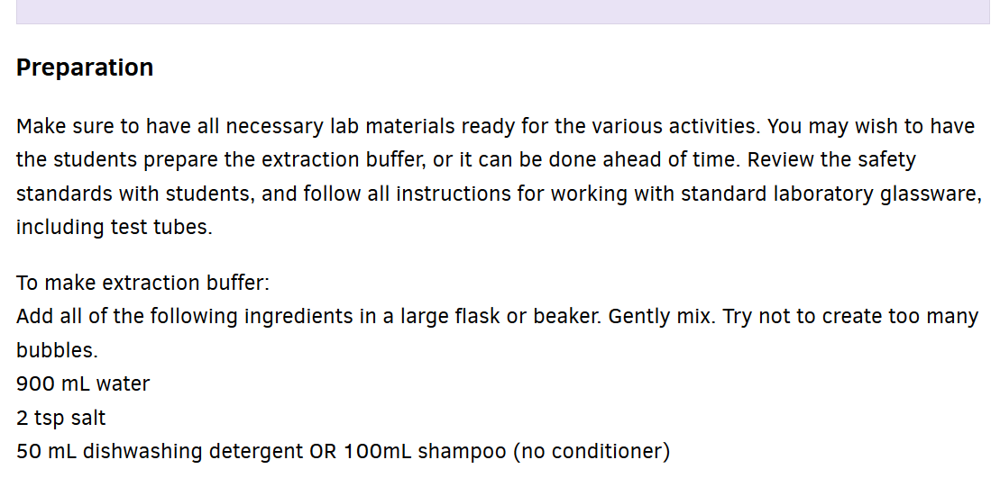 Preparation
Make sure to have all necessary lab materials ready for the various activities. You may wish to have
the students prepare the extraction buffer, or it can be done ahead of time. Review the safety
standards with students, and follow all instructions for working with standard laboratory glassware,
including test tubes.
To make extraction buffer:
Add all of the following ingredients in a large flask or beaker. Gently mix. Try not to create too many
bubbles.
900 mL water
2 tsp salt
50 mL dishwashing detergent OR 100mL shampoo (no conditioner)